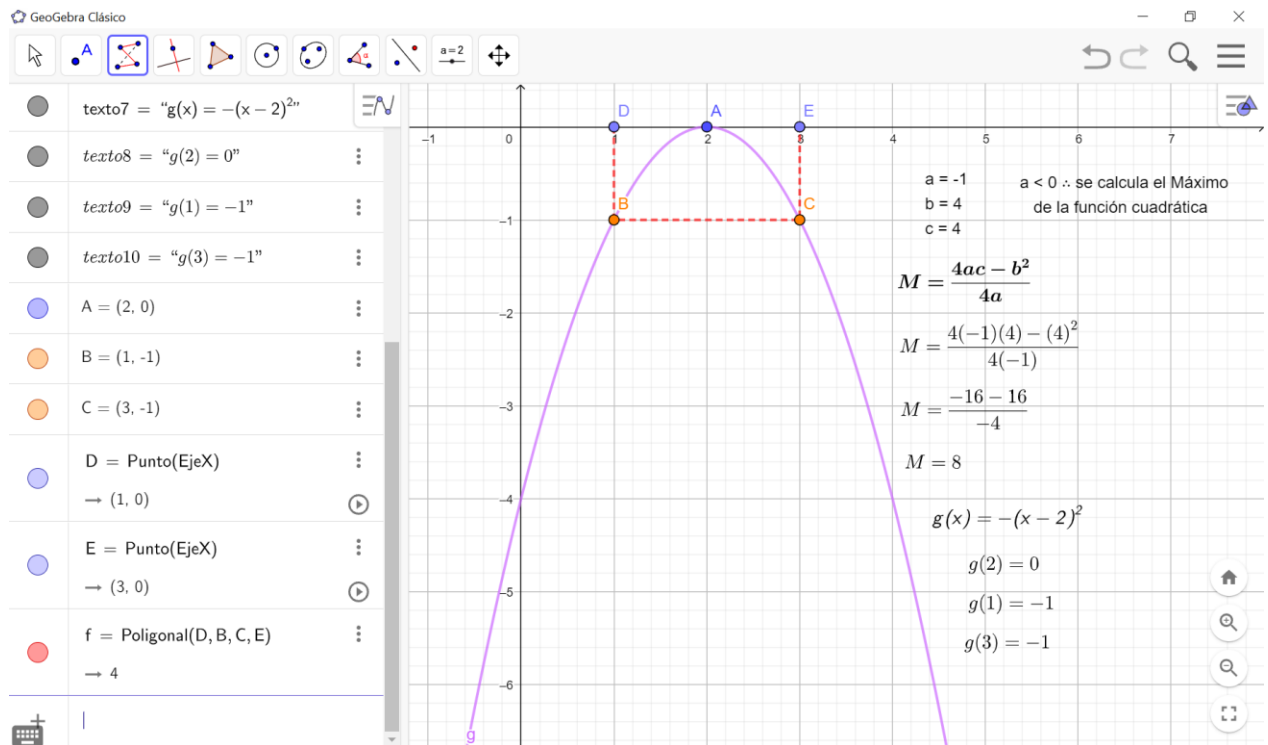 GeoGebra Clásico
A
a=2
texto7 = “g(x) = −(x − 2)²”
texto8 = “g(2) = 0”
texto9 = “g(1) = −1”
texto10 = “g(3) = −1”
A = (2, 0)
B = (1, -1)
C = (3, -1)
D = Punto(EjeX)
→ (1, 0)
E = Punto(EjeX)
→ (3, 0)
f = Poligonal(D, B, C, E)
→ 4
D A E
−1 0 1 2 3 4 5 6 7
B C
−1
−2
−3
−4
−5
−6
g
a = -1
b = 4
c = 4
a < 0 ∴ se calcula el Máximo
de la función cuadrática
M = (4ac − b²)/(4a)
M = (4(−1)(4) − (4)²)/(4(−1))
M = (−16 − 16)/(−4)
M = 8
g(x) = −(x − 2)²
g(2) = 0
g(1) = −1
g(3) = −1